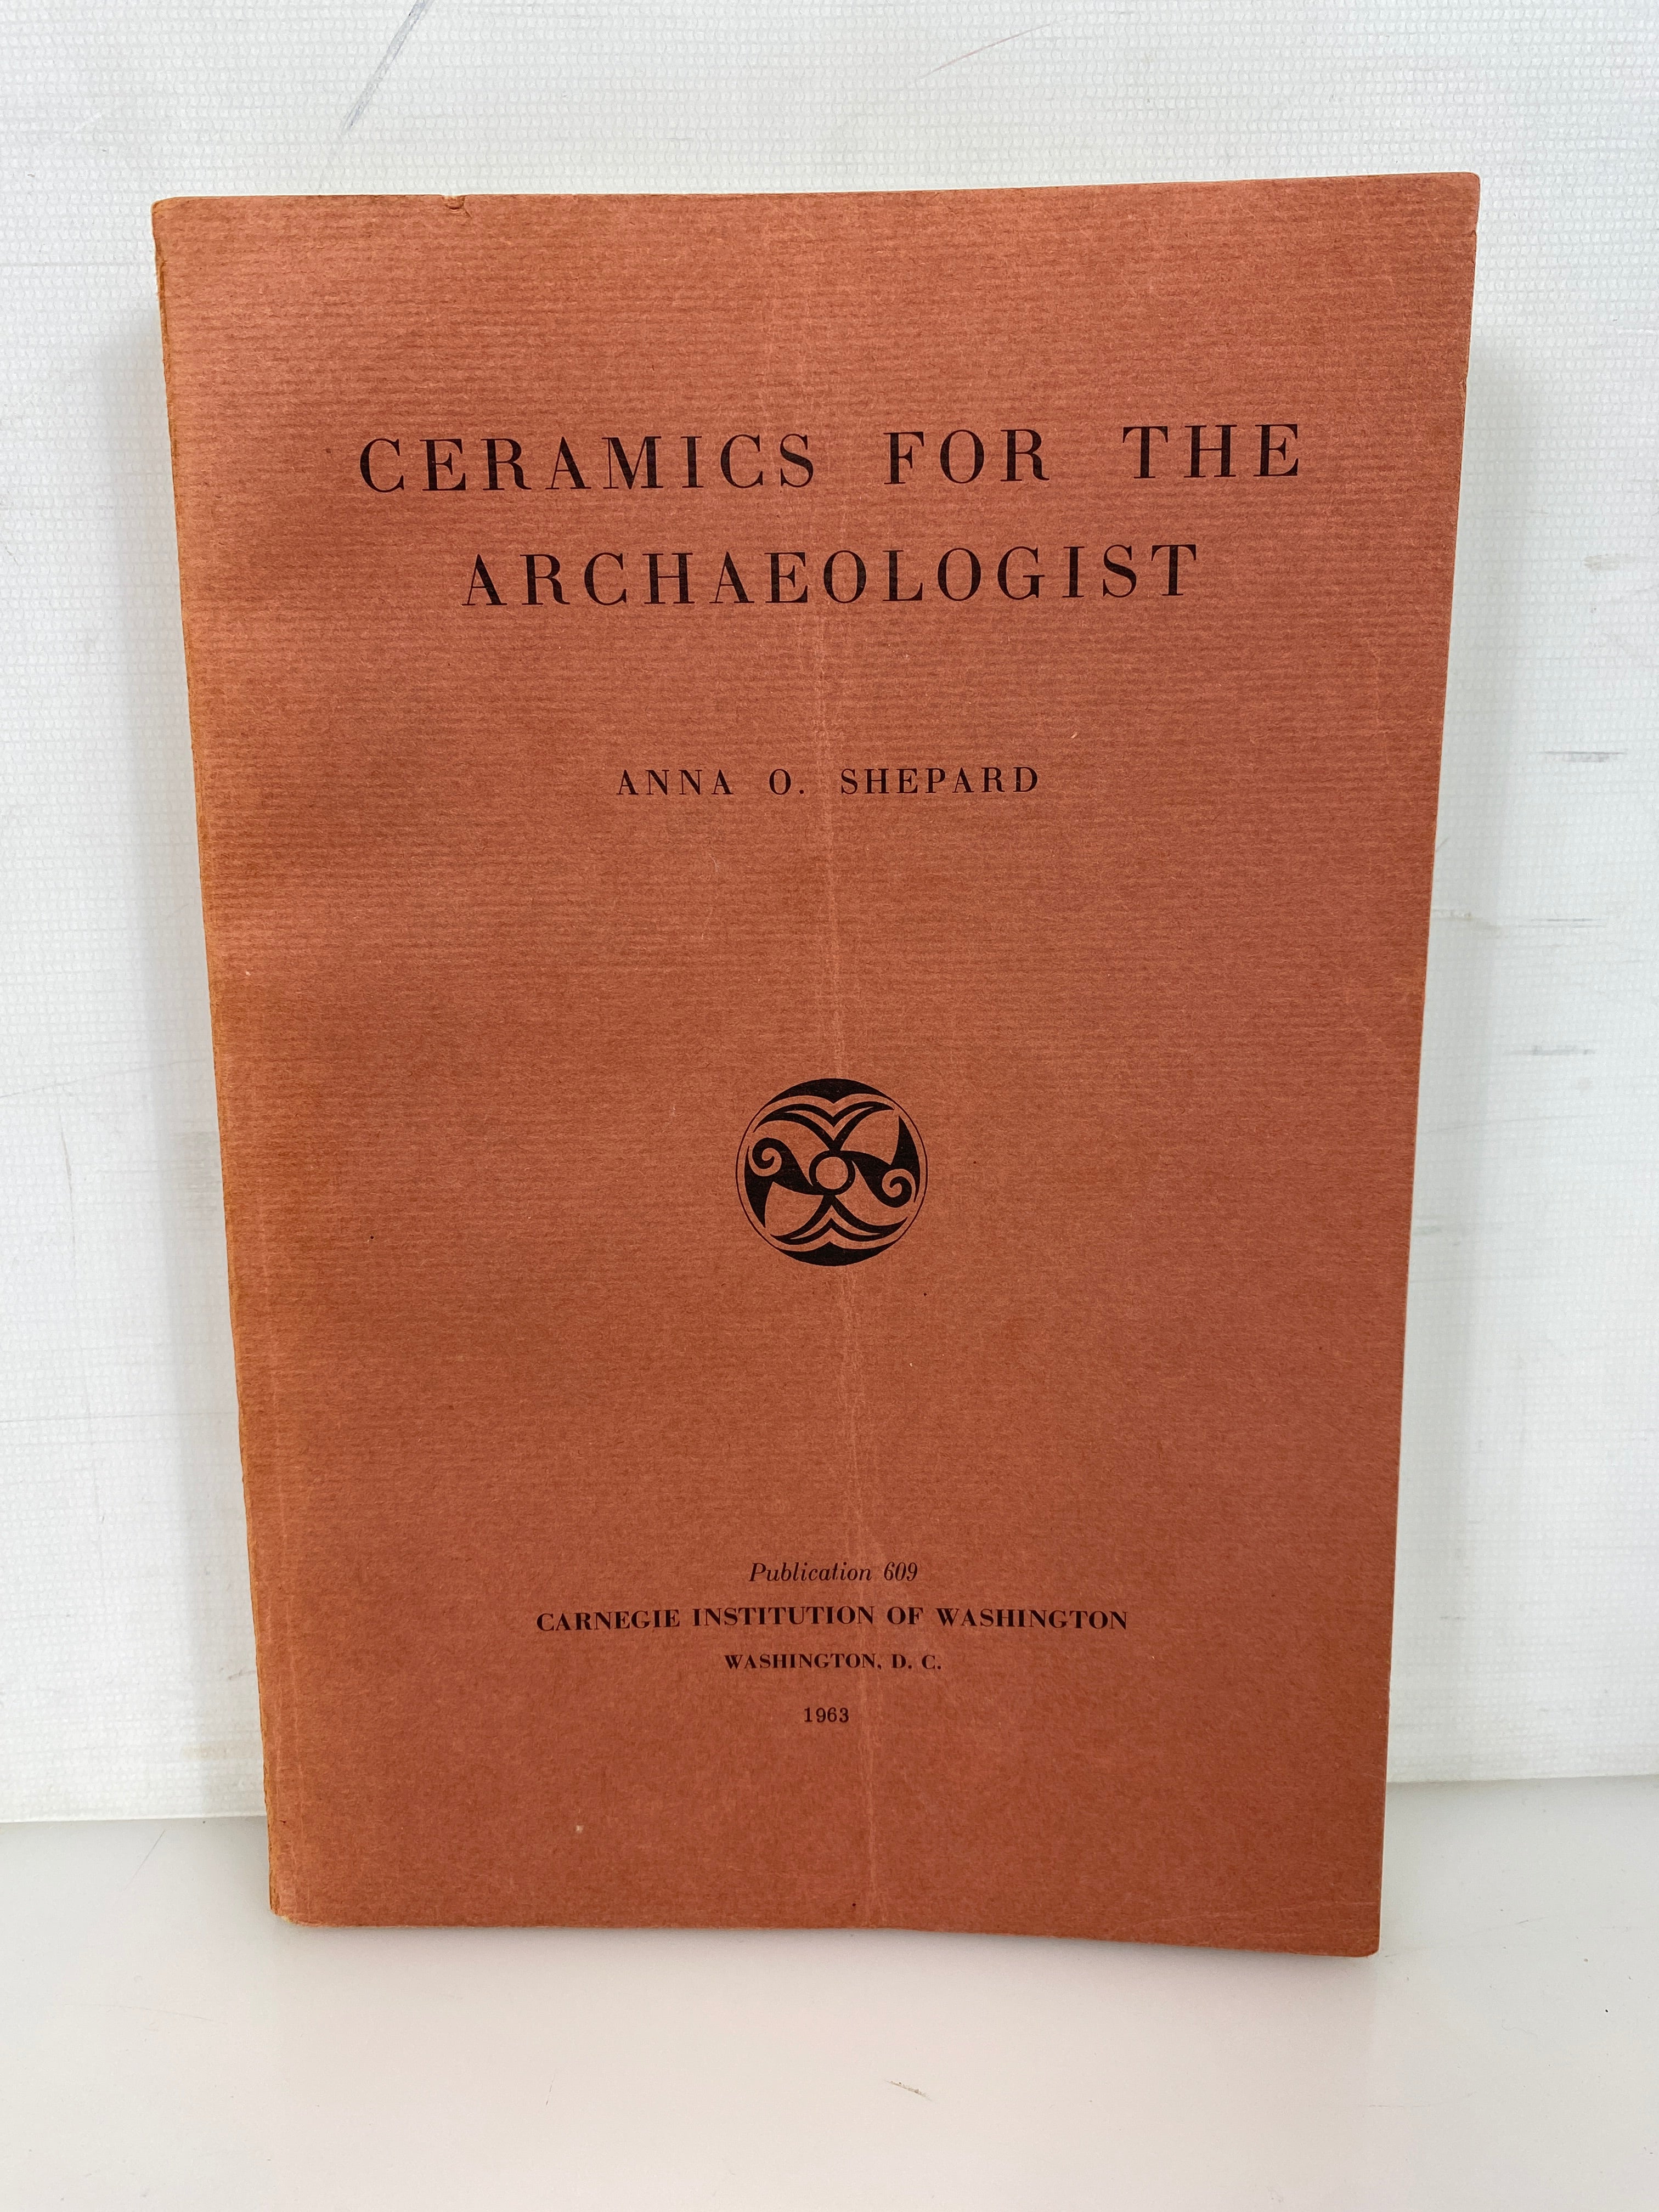 CERAMICS FOR THE
ARCHAEOLOGIST
ANNA O. SHEPARD
Publication 609
CARNEGIE INSTITUTION OF WASHINGTON
WASHINGTON, D. C.
1963